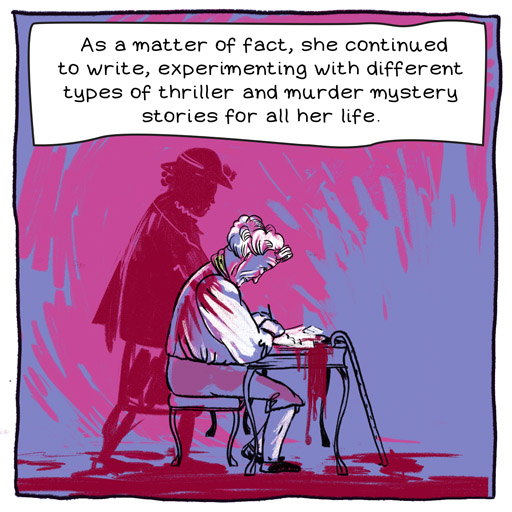 As a matter of fact, she continued
to write, experimenting with different
types of thriller and murder mystery
stories for all her life.